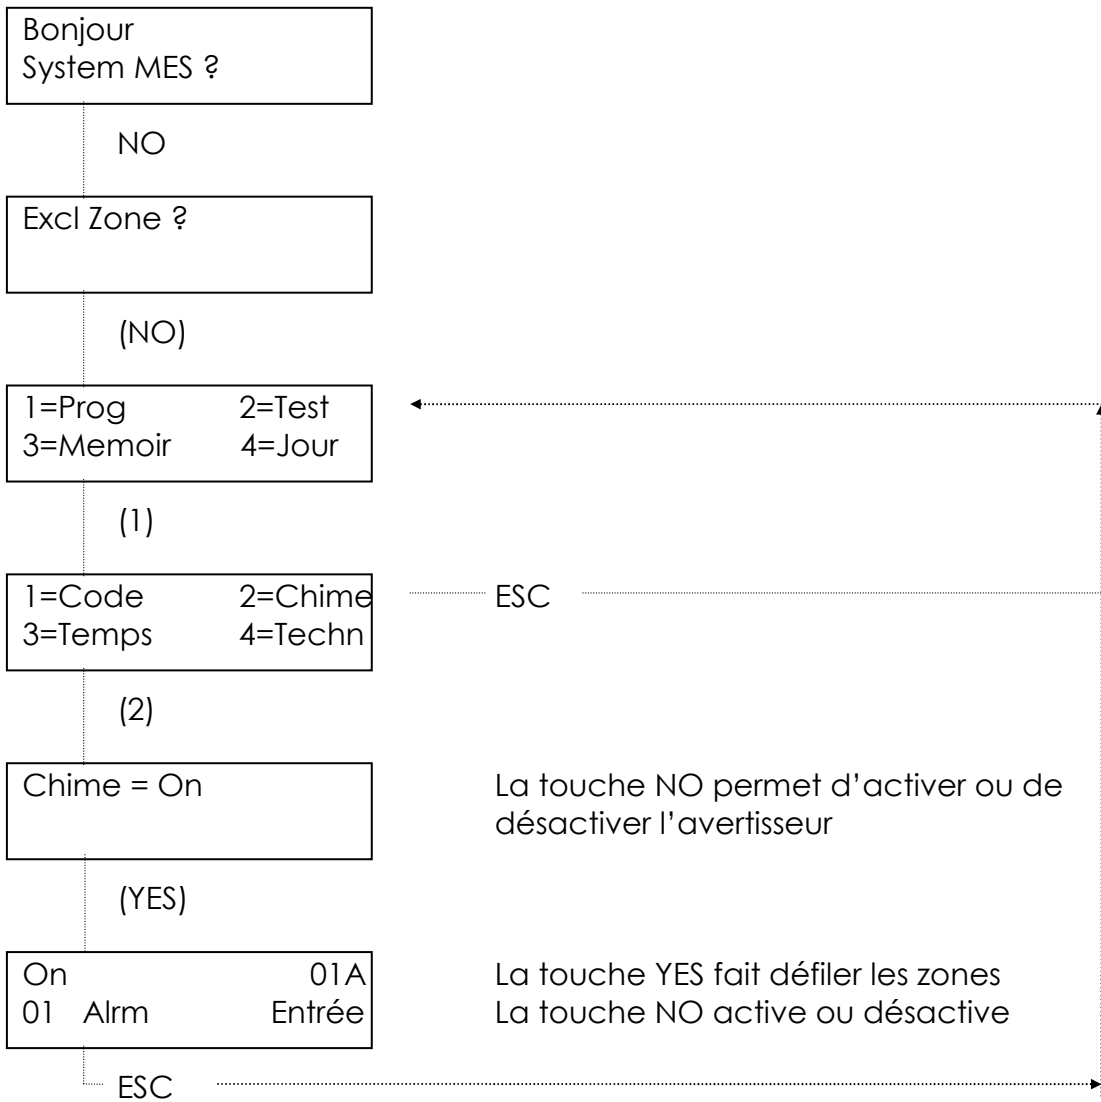 Bonjour
System MES ?
NO
Excl Zone ?
(NO)
1=Prog 2=Test
3=Memoir 4=Jour
(1)
1=Code 2=Chime
3=Temps 4=Techn
ESC
(2)
Chime = On
La touche NO permet d’activer ou de
désactiver l’avertisseur
(YES)
On 01A
01 Alrm Entrée
La touche YES fait défiler les zones
La touche NO active ou désactive
ESC